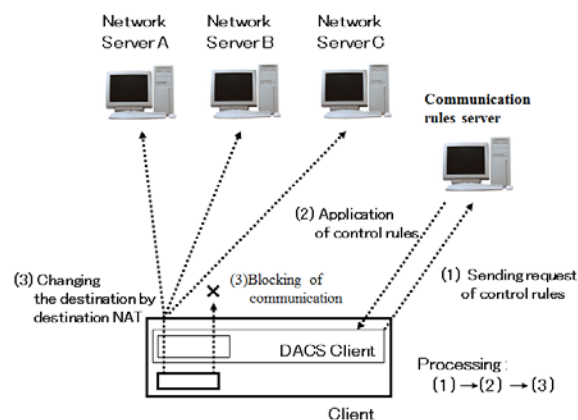 Network
Server A
Network
Server B
Network
Server C
Communication
rules server
(2) Application
of control rules
(1) Sending request
of control rules
(3) Changing
the destination by
destination NAT
(3)Blocking of
communication
DACS Client
Processing :
(1) →(2) →(3)
Client